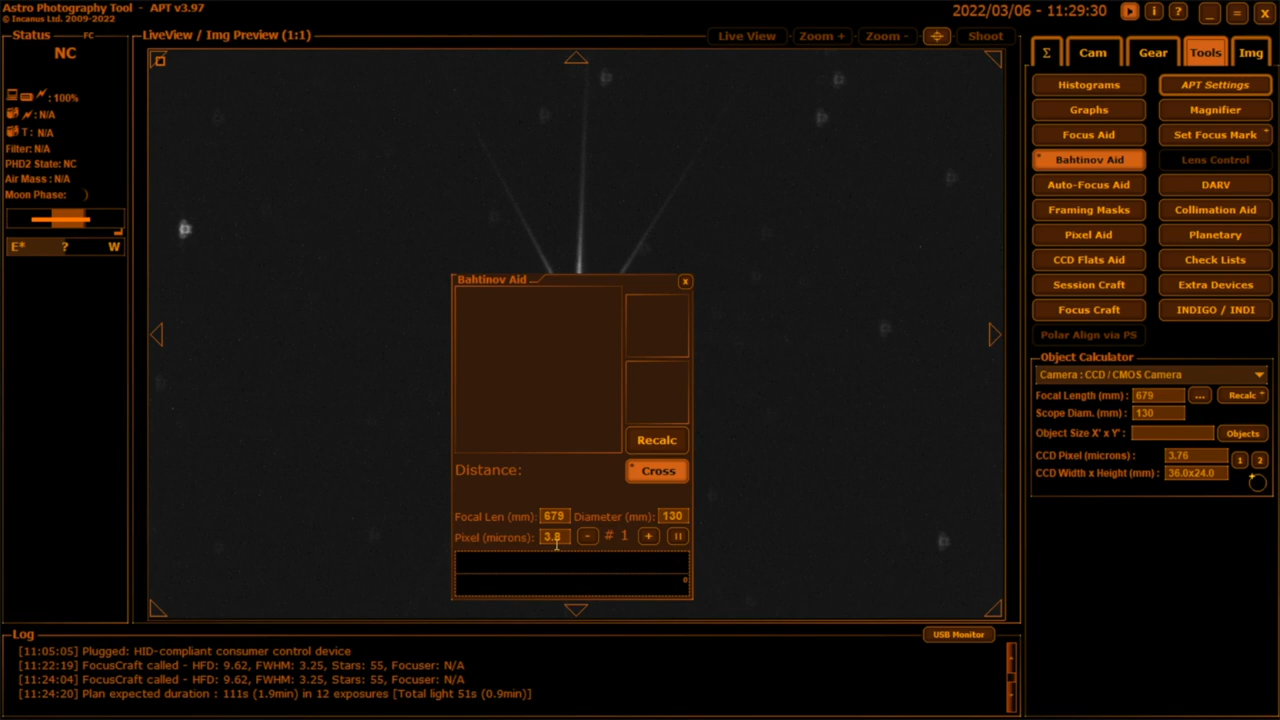 Astro Photography Tool - APT v3.97
© Incanus Ltd. 2009-2022
2022/03/06 - 11:29:30
i
?
_
=
X
Status
FC
NC
: 100%
: N/A
T : N/A
Filter: N/A
PHD2 State: NC
Air Mass : N/A
Moon Phase:
E* ? W
LiveView / Img Preview (1:1)
Live View
Zoom +
Zoom -
Shoot
Bahtinov Aid
x
Recalc
Distance:
Cross
Focal Len (mm): 679 Diameter (mm): 130
Pixel (microns): 3.8 - # 1 + II
0
Σ Cam Gear Tools Img
Histograms APT Settings
Graphs Magnifier
Focus Aid Set Focus Mark +
Bahtinov Aid Lens Control
Auto-Focus Aid DARV
Framing Masks Collimation Aid
Pixel Aid Planetary
CCD Flats Aid Check Lists
Session Craft Extra Devices
Focus Craft INDIGO / INDI
Polar Align via PS
Object Calculator
Camera : CCD / CMOS Camera
Focal Length (mm) : 679 ... Recalc +
Scope Diam. (mm) : 130
Object Size X' x Y' : Objects
CCD Pixel (microns) : 3.76 1 2
CCD Width x Height (mm) : 36.0x24.0
Log
USB Monitor
[11:05:05] Plugged: HID-compliant consumer control device
[11:22:19] FocusCraft called - HFD: 9.62, FWHM: 3.25, Stars: 55, Focuser: N/A
[11:24:04] FocusCraft called - HFD: 9.62, FWHM: 3.25, Stars: 55, Focuser: N/A
[11:24:20] Plan expected duration : 111s (1.9min) in 12 exposures [Total light 51s (0.9min)]